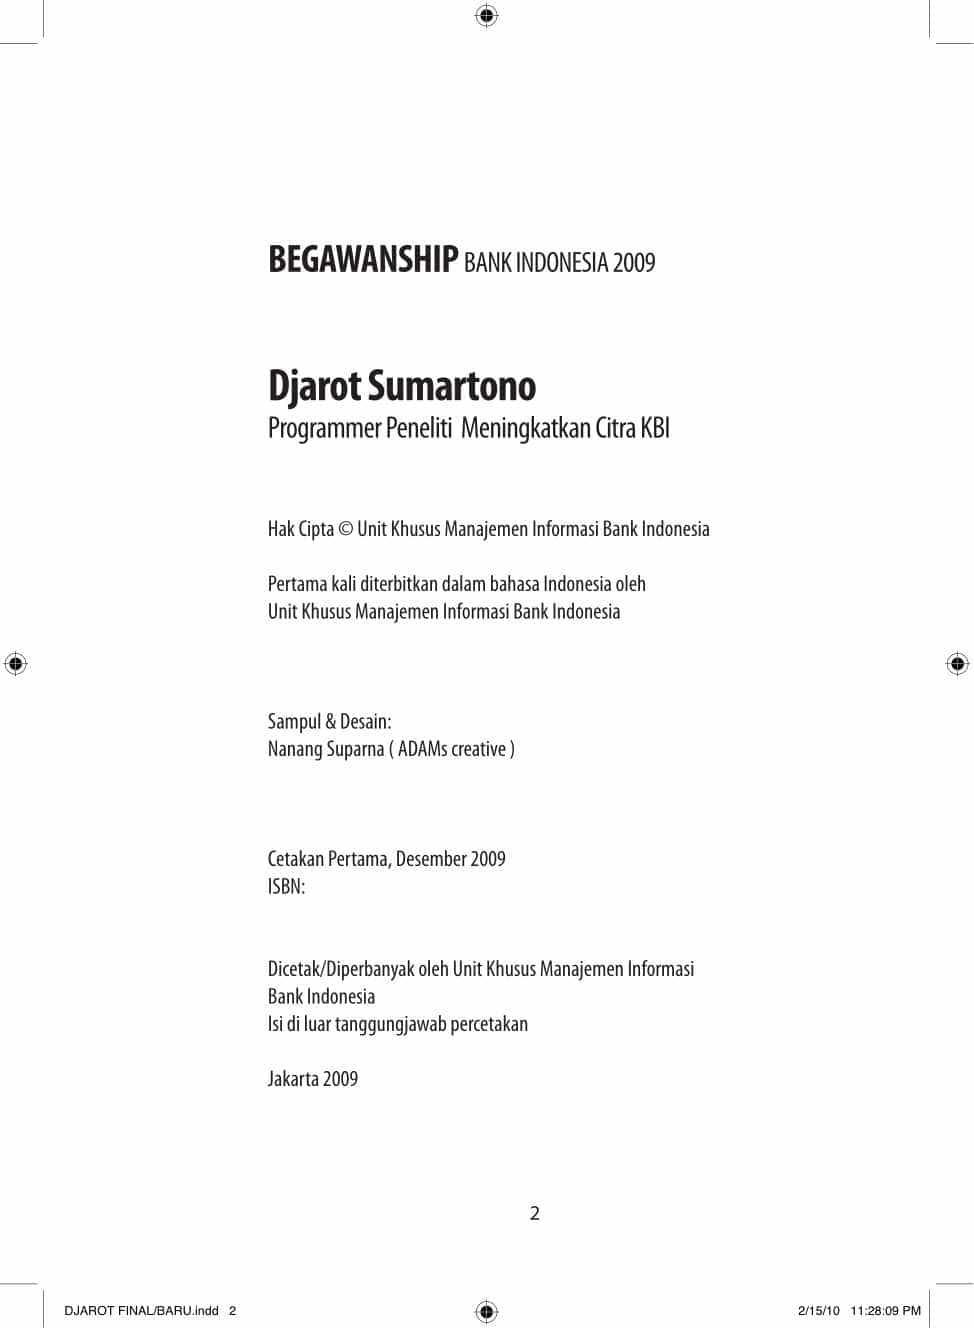 BEGAWANSHIP BANK INDONESIA 2009
Djarot Sumartono
Programmer Peneliti  Meningkatkan Citra KBI
Hak Cipta © Unit Khusus Manajemen Informasi Bank Indonesia
Pertama kali diterbitkan dalam bahasa Indonesia oleh
Unit Khusus Manajemen Informasi Bank Indonesia
Sampul & Desain:
Nanang Suparna ( ADAMs creative )
Cetakan Pertama, Desember 2009
ISBN:
Dicetak/Diperbanyak oleh Unit Khusus Manajemen Informasi
Bank Indonesia
Isi di luar tanggungjawab percetakan
Jakarta 2009
2
DJAROT FINAL/BARU.indd   2 2/15/10   11:28:09 PM